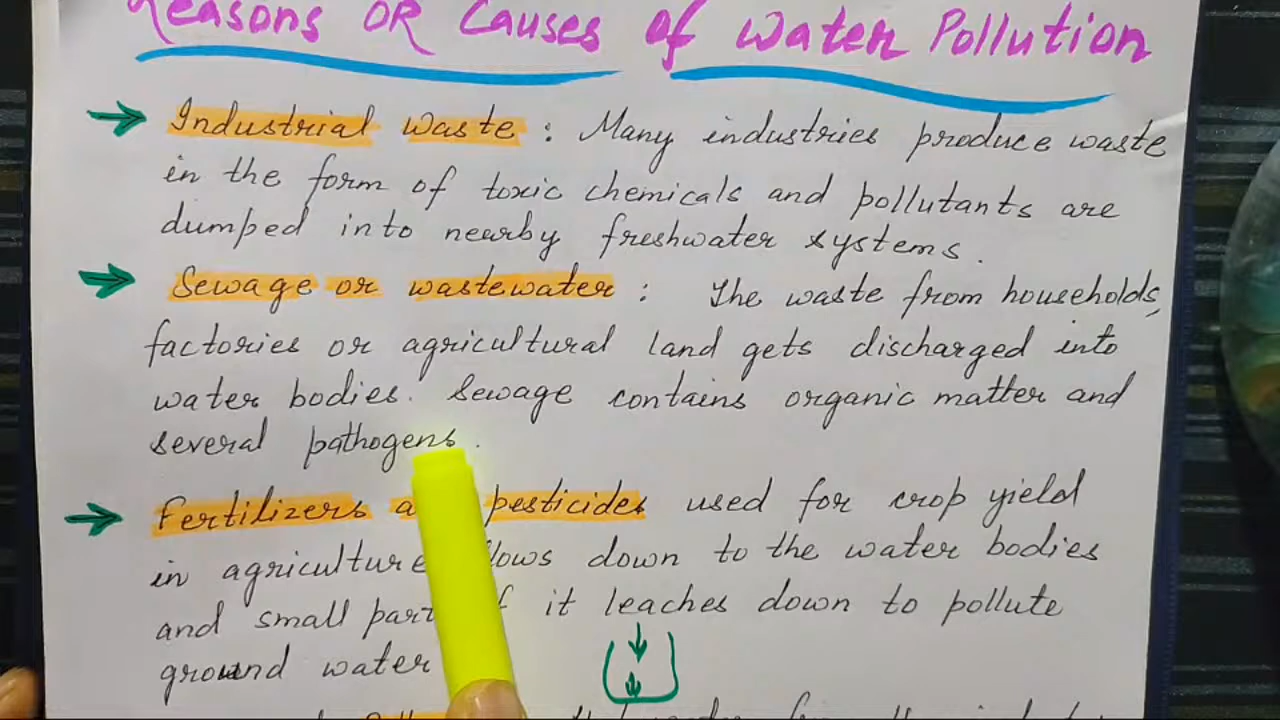 Reasons OR Causes of Water Pollution
→ Industrial waste : Many industries produce waste
in the form of toxic chemicals and pollutants are
dumped into nearby freshwater systems.
→ Sewage or wastewater : The waste from households,
factories or agricultural land gets discharged into
water bodies. Sewage contains organic matter and
several pathogens.
→ Fertilizers pesticides used for crop yield
in agriculture down to the water bodies
and small it leaches down to pollute
ground water